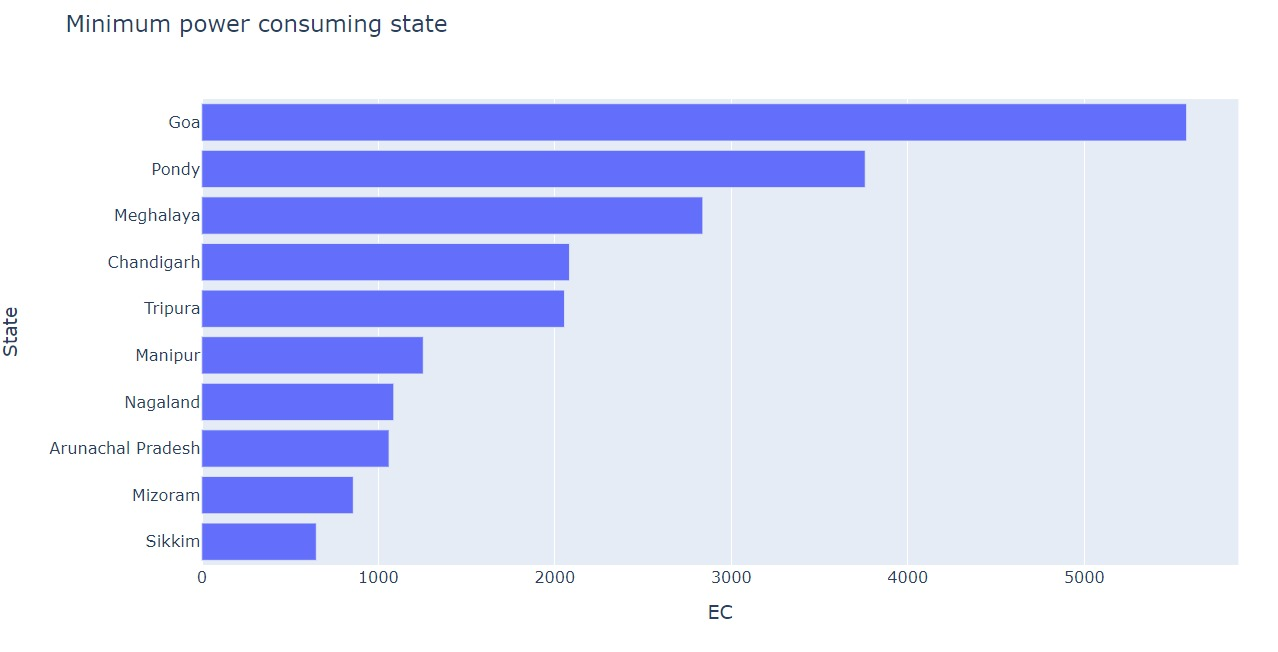 Minimum power consuming state
Goa
Pondy
Meghalaya
Chandigarh
Tripura
Manipur
Nagaland
Arunachal Pradesh
Mizoram
Sikkim
State
0 1000 2000 3000 4000 5000
EC